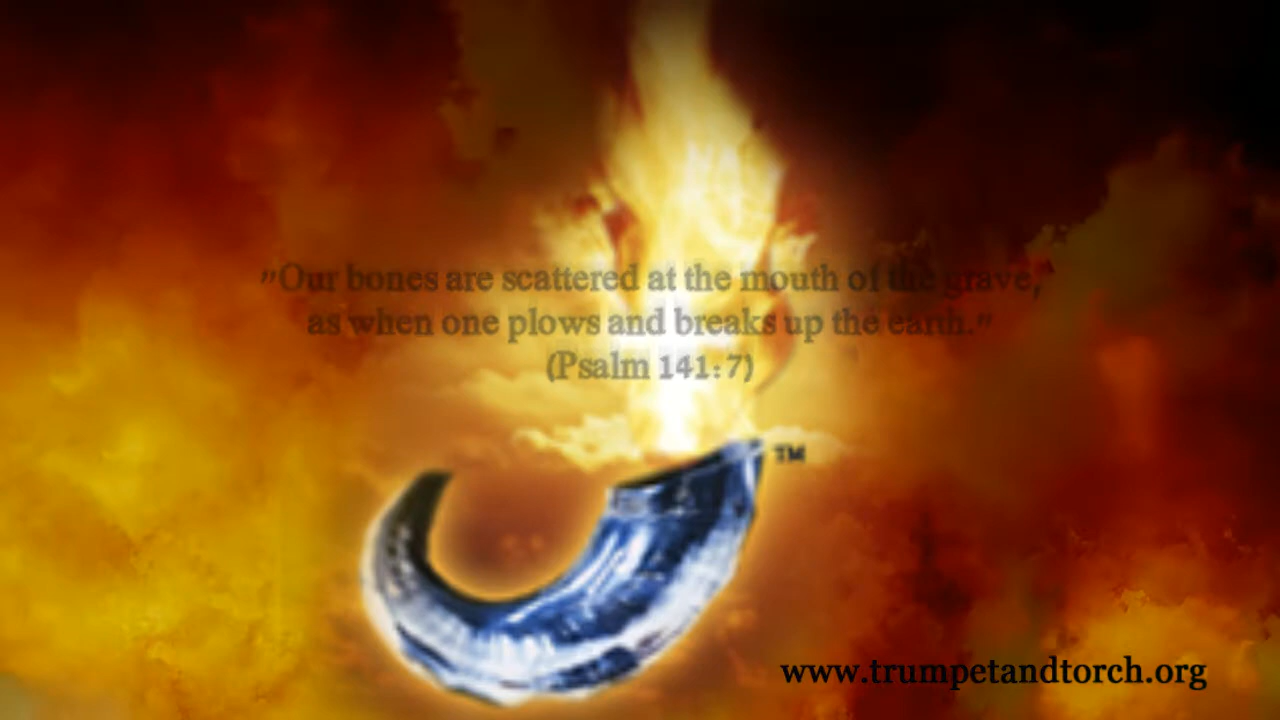 "Our bones are scattered at the mouth of the grave,
as when one plows and breaks up the earth."
(Psalm 141:7)
TM
www.trumpetandtorch.org